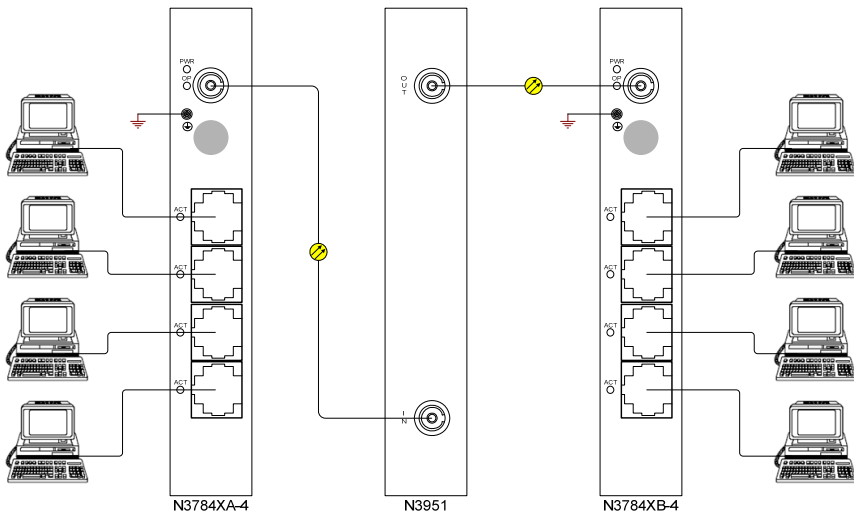 PWR
OP
ACT
ACT
ACT
ACT
N3784XA-4
OUT
IN
N3951
PWR
OP
ACT
ACT
ACT
ACT
N3784XB-4